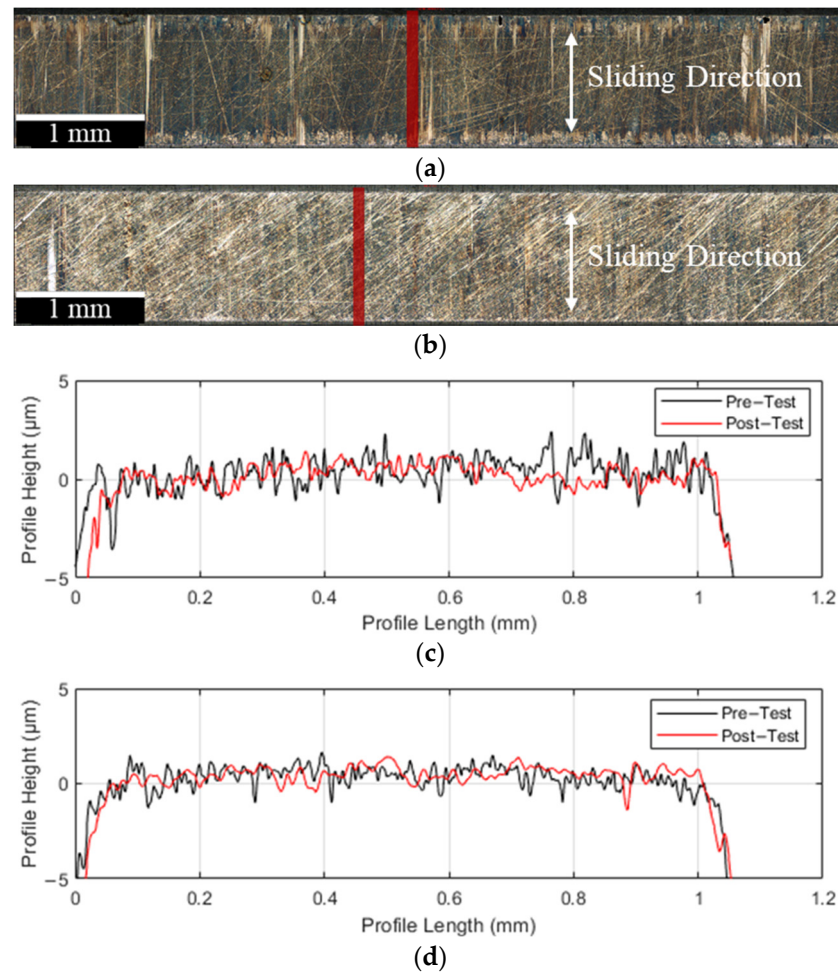 Sliding Direction
1 mm
(a)
Sliding Direction
1 mm
(b)
5
0
−5
Profile Height (µm)
Pre−Test
Post−Test
0
0.2
0.4
0.6
0.8
1
1.2
Profile Length (mm)
(c)
5
0
−5
Profile Height (µm)
Pre−Test
Post−Test
0
0.2
0.4
0.6
0.8
1
1.2
Profile Length (mm)
(d)